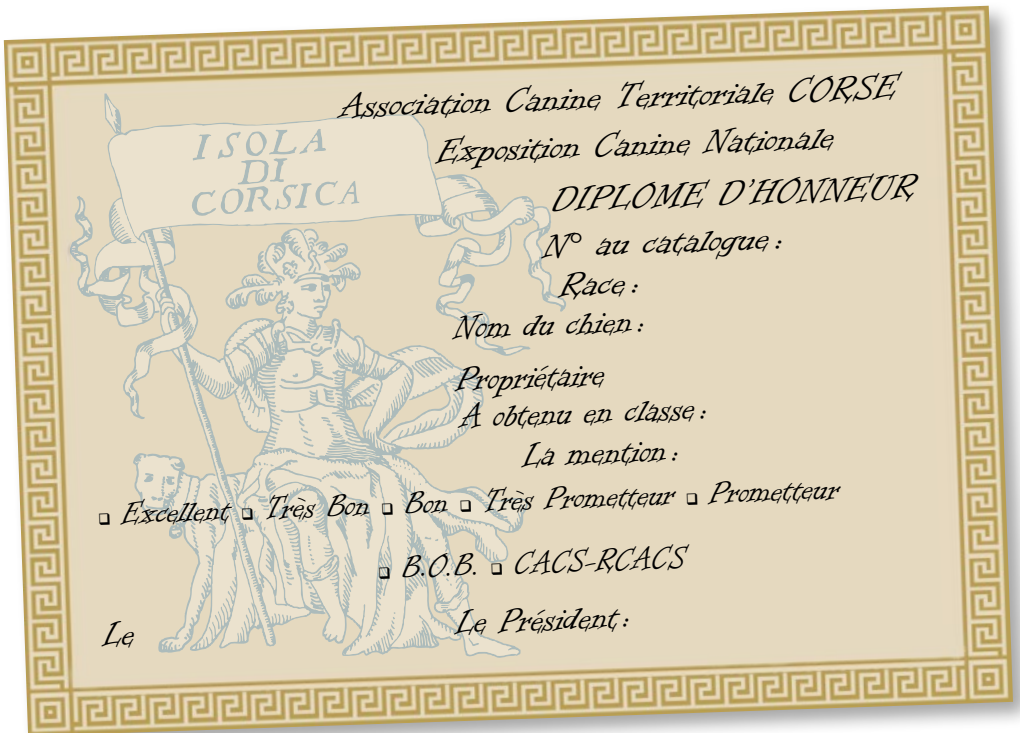 Association Canine Territoriale CORSE
ISOLA
DI
CORSICA
Exposition Canine Nationale
DIPLOME D'HONNEUR
N° au catalogue :
Race :
Nom du chien :
Propriétaire
A obtenu en classe :
La mention :
❑ Excellent ❑ Très Bon ❑ Bon ❑ Très Prometteur ❑ Prometteur
❑ B.O.B. ❑ CACS-RCACS
Le
Le Président :